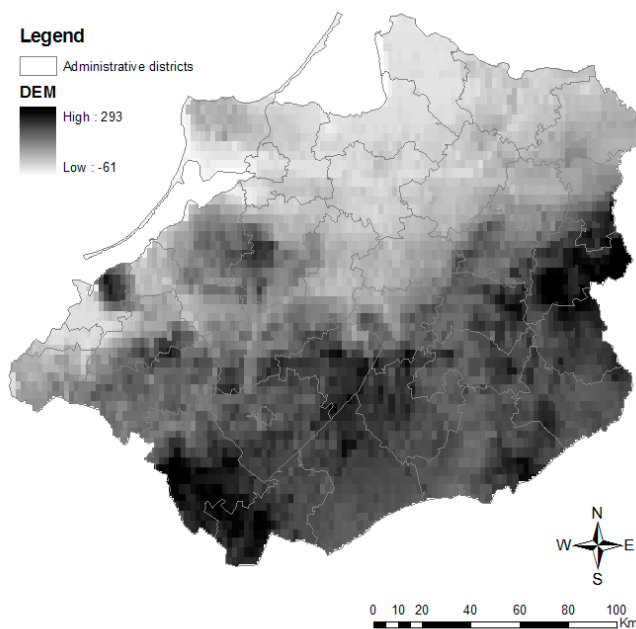 Legend
Administrative districts
DEM
High : 293
Low : -61
N
W E
S
0 10 20 40 60 80 100
Km